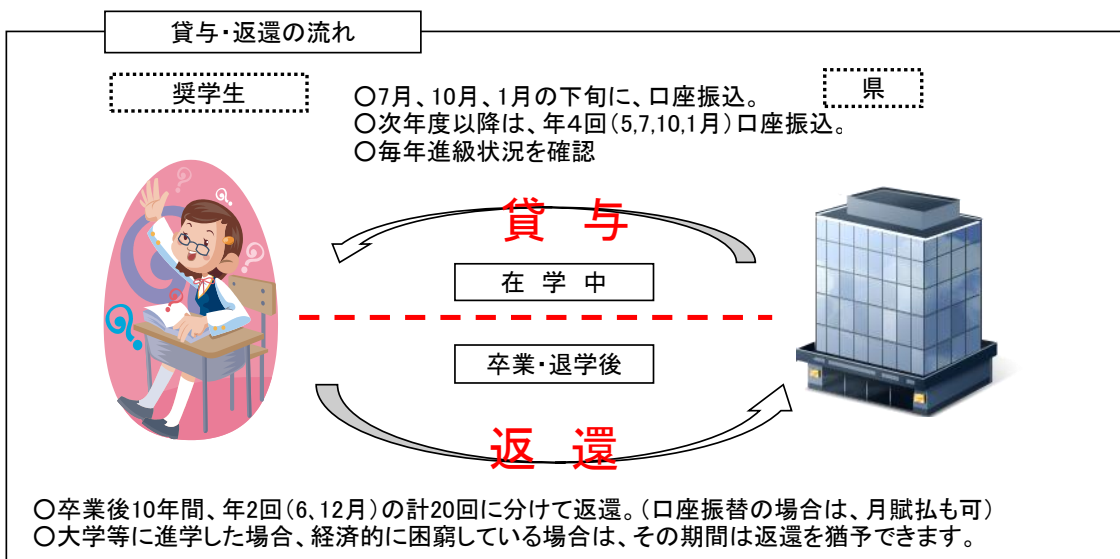 貸与・返還の流れ
奨学生
県
○7月、10月、1月の下旬に、口座振込。
○次年度以降は、年4回(5,7,10,1月)口座振込。
○毎年進級状況を確認
貸 与
在 学 中
卒業・退学後
返 還
○卒業後10年間、年2回(6、12月)の計20回に分けて返還。(口座振替の場合は、月賦払も可)
○大学等に進学した場合、経済的に困窮している場合は、その期間は返還を猶予できます。